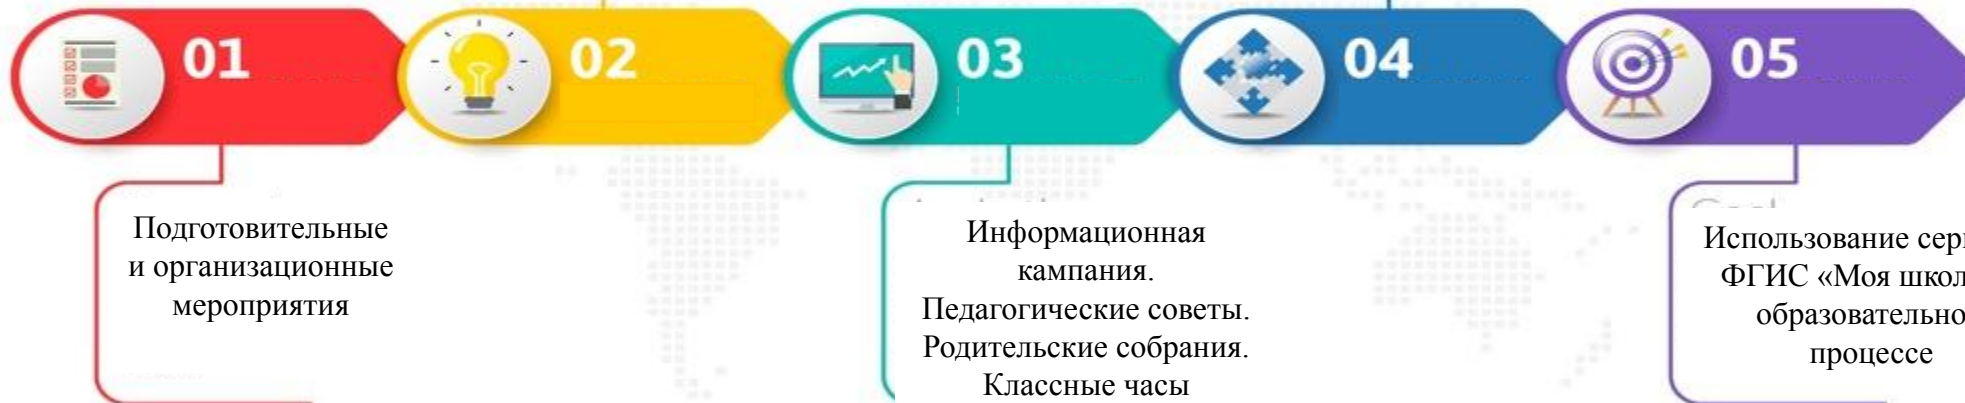 01
02
03
04
05
Подготовительные
и организационные
мероприятия
Информационная
кампания.
Педагогические советы.
Родительские собрания.
Классные часы
Использование
ФГИС «Моя
процессе